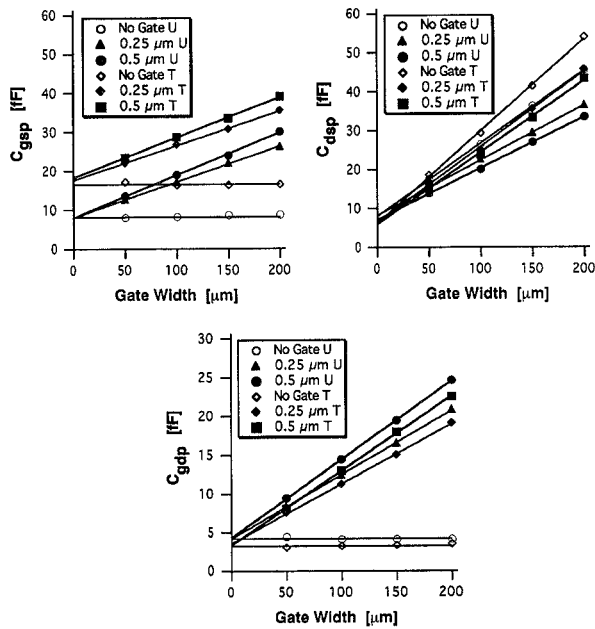 60
50
40
30
20
10
0
C_gsp [fF]
No Gate U
0.25 µm U
0.5 µm U
No Gate T
0.25 µm T
0.5 µm T
0 50 100 150 200
Gate Width [µm]
60
50
40
30
20
10
0
C_dsp [fF]
No Gate U
0.25 µm U
0.5 µm U
No Gate T
0.25 µm T
0.5 µm T
0 50 100 150 200
Gate Width [µm]
30
25
20
15
10
5
0
C_gdp [fF]
No Gate U
0.25 µm U
0.5 µm U
No Gate T
0.25 µm T
0.5 µm T
0 50 100 150 200
Gate Width [µm]